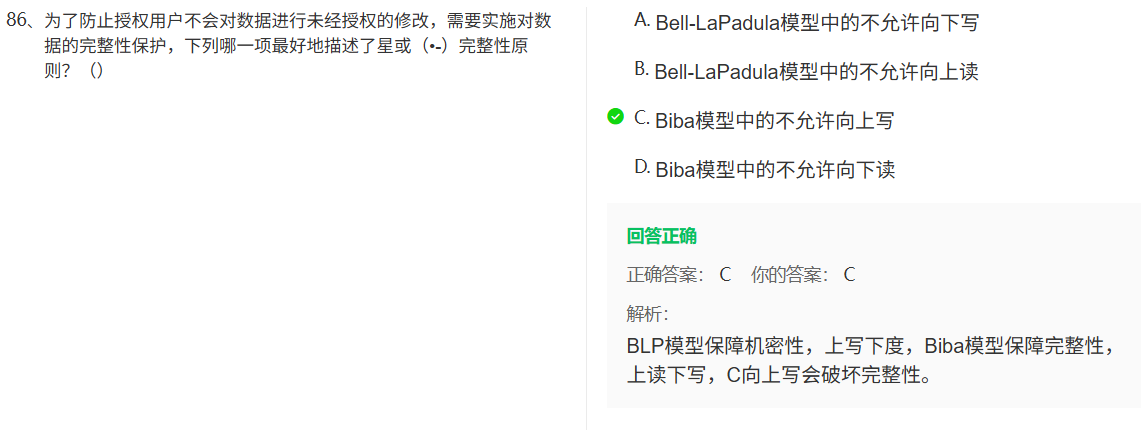 86、为了防止授权用户不会对数据进行未经授权的修改，需要实施对数
据的完整性保护，下列哪一项最好地描述了星或（•-）完整性原
则？（）
A. Bell-LaPadula模型中的不允许向下写
B. Bell-LaPadula模型中的不允许向上读
C. Biba模型中的不允许向上写
D. Biba模型中的不允许向下读
回答正确
正确答案： C 你的答案： C
解析：
BLP模型保障机密性，上写下度，Biba模型保障完整性，
上读下写，C向上写会破坏完整性。